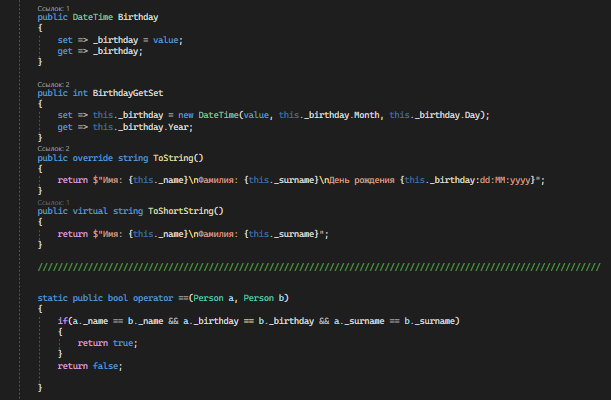 Ссылок: 1
public DateTime Birthday
{
set => _birthday = value;
get => _birthday;
}
Ссылок: 2
public int BirthdayGetSet
{
set => this._birthday = new DateTime(value, this._birthday.Month, this._birthday.Day);
get => this._birthday.Year;
}
Ссылок: 2
public override string ToString()
{
return $"Имя: {this._name}\nФамилия: {this._surname}\nДень рождения {this._birthday:dd:MM:yyyy}";
}
Ссылок: 1
public virtual string ToShortString()
{
return $"Имя: {this._name}\nФамилия: {this._surname}";
}
////////////////////////////////////////////////////////////////////////////////////////////////////////////////
static public bool operator ==(Person a, Person b)
{
if(a._name == b._name && a._birthday == b._birthday && a._surname == b._surname)
{
return true;
}
return false;
}